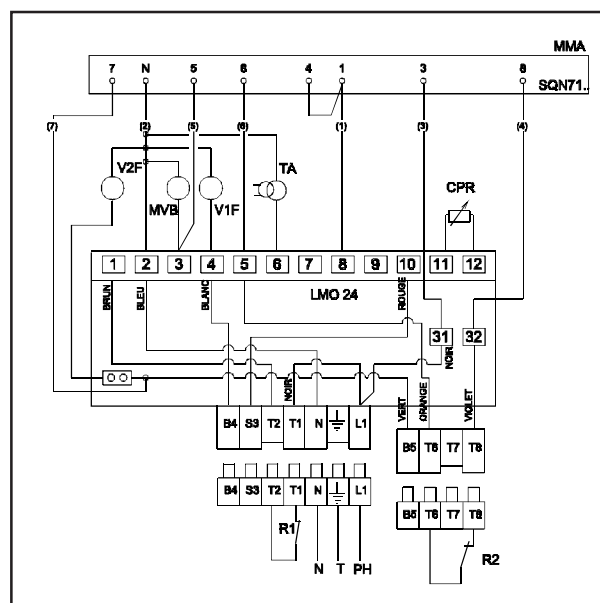 MMA
7 N 5 6 4 1 3 8
SQN71..
(7) (2) (5) (6) (1) (3) (4)
V2F MVB V1F TA CPR
1 2 3 4 5 6 7 8 9 10 11 12
BRUN BLEU BLANC LMO 24 ROUGE
31 32
NOIR NOIR VERT ORANGE VIOLET
B4 S3 T2 T1 N L1
B5 T6 T7 T8
B4 S3 T2 T1 N L1
B5 T6 T7 T8
R1 R2
N T PH